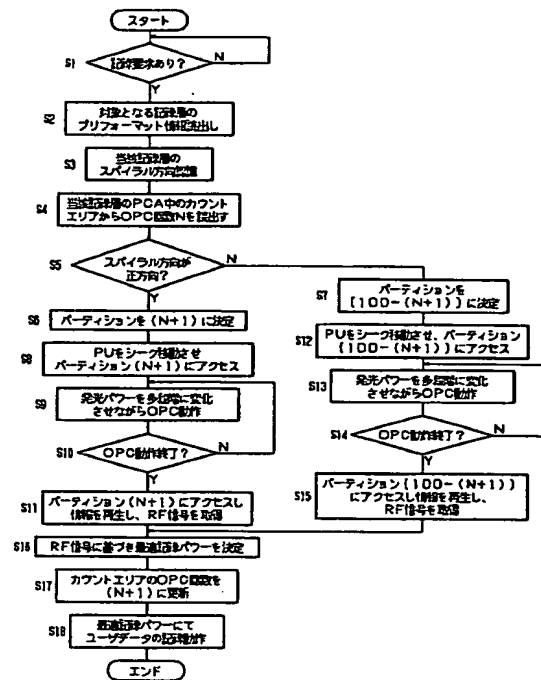 スタート
S1
記録要求あり？
N
Y
S2
対象となる記録層の
プリフォーマット情報読出し
S3
当該記録層の
スパイラル方向認識
S4
当該記録層のPCA中のカウント
エリアからOPC回数Nを読出す
S5
スパイラル方向が
正方向？
N
Y
S6
パーティションを(N+1)に決定
S7
パーティションを
{100-(N+1)}に決定
S8
PUをシーク移動させ
パーティション(N+1)にアクセス
S12
PUをシーク移動させ、パーティション
{100-(N+1)}にアクセス
S9
発光パワーを多段階に変化
させながらOPC動作
S13
発光パワーを多段階に変化
させながらOPC動作
S10
OPC動作終了？
N
Y
S14
OPC動作終了？
N
Y
S11
パーティション(N+1)にアクセスし
情報を再生し、RF信号を取得
S15
パーティション{100-(N+1)}
にアクセスし情報を再生し、
RF信号を取得
S16
RF信号に基づき最適記録パワーを決定
S17
カウントエリアのOPC回数を
(N+1)に更新
S18
最適記録パワーにて
ユーザデータの記録動作
エンド